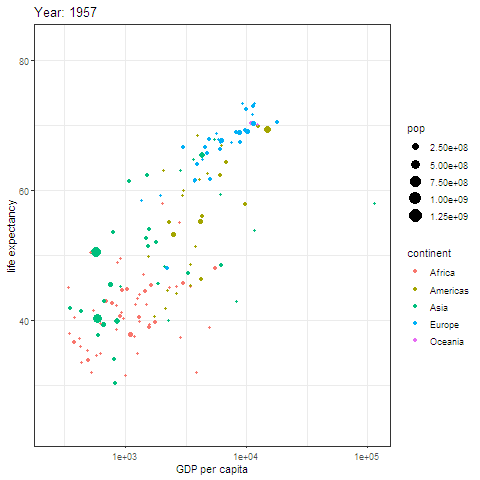 Year: 1957
life expectancy
80
60
40
1e+03
1e+04
1e+05
GDP per capita
pop
2.50e+08
5.00e+08
7.50e+08
1.00e+09
1.25e+09
continent
Africa
Americas
Asia
Europe
Oceania